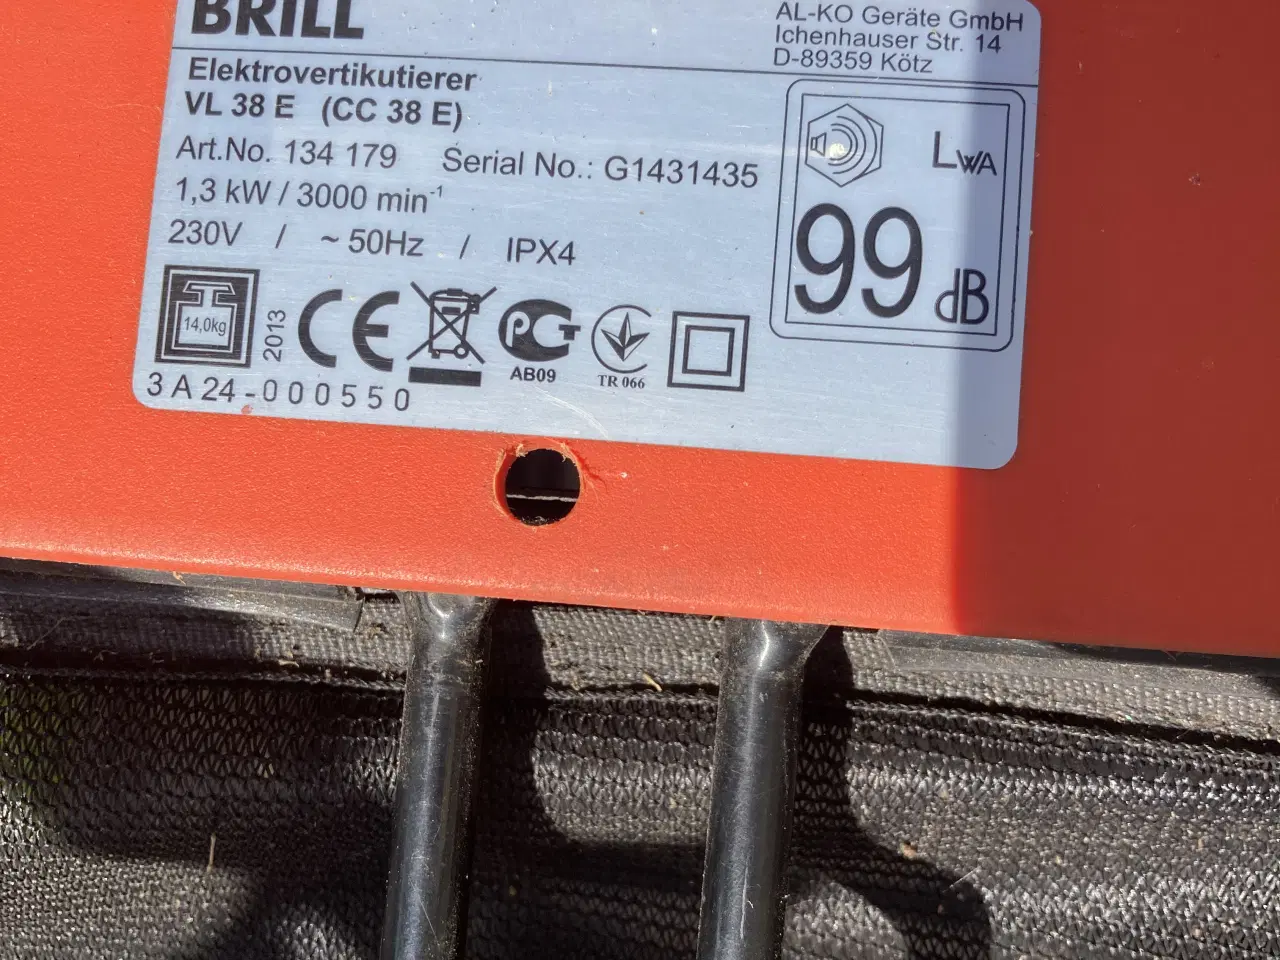 BRILL
AL-KO Geräte GmbH
Ichenhauser Str. 14
D-89359 Kötz
Elektrovertikutierer
VL 38 E (CC 38 E)
Art.No. 134 179 Serial No.: G1431435
1,3 kW / 3000 min⁻¹
230V / ~ 50Hz / IPX4
LWA
99 dB
14,0kg
2013
CE
PCT
AB09
TR 066
3 A 24 - 000550